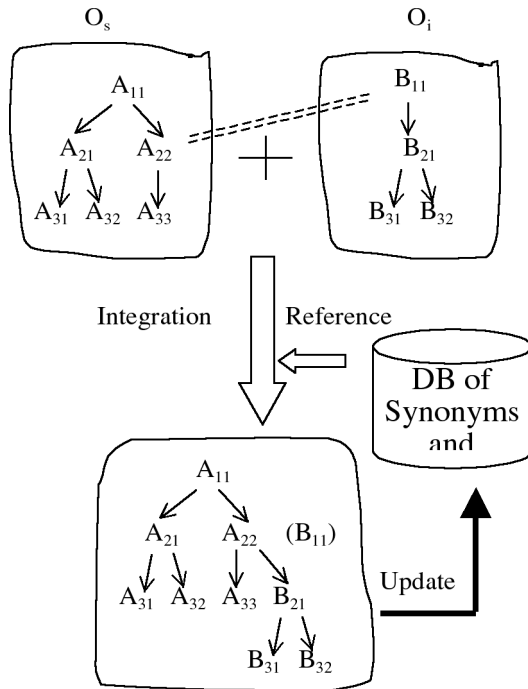 Oₛ Oᵢ
A₁₁ B₁₁
A₂₁ A₂₂ B₂₁
A₃₁ A₃₂ A₃₃ B₃₁ B₃₂
Integration Reference
DB of
Synonyms
and
A₁₁
A₂₁ A₂₂ (B₁₁)
A₃₁ A₃₂ A₃₃ B₂₁
Update
B₃₁ B₃₂